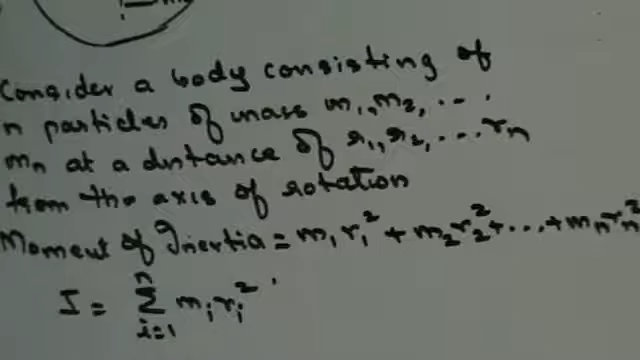 Consider a body consisting of
n particles of mass m₁, m₂, ...
mₙ at a distance of r₁, r₂, ... rₙ
from the axis of rotation
Moment of Inertia = m₁r₁² + m₂r₂² + ... + mₙrₙ²
I = ∑ᵢ₌₁ⁿ mᵢrᵢ²